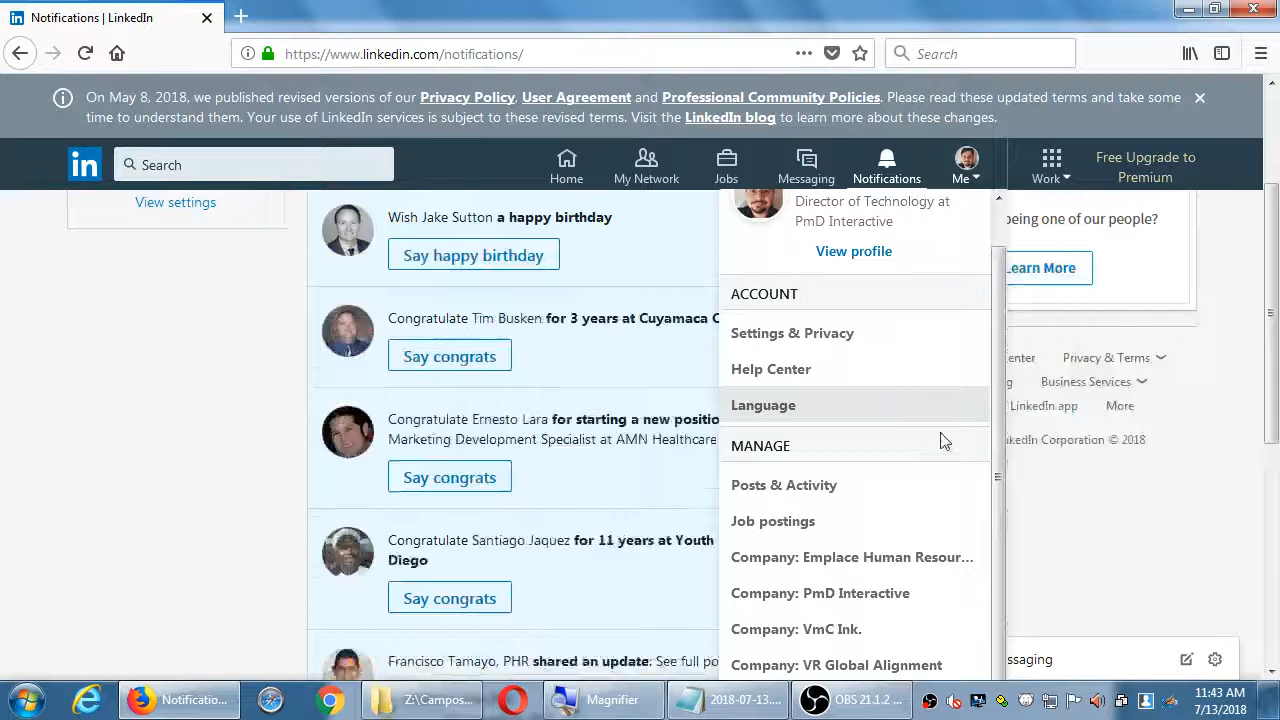 Notifications | LinkedIn
https://www.linkedin.com/notifications/
Search
On May 8, 2018, we published revised versions of our Privacy Policy, User Agreement and Professional Community Policies. Please read these updated terms and take some
time to understand them. Your use of LinkedIn services is subject to these revised terms. Visit the LinkedIn blog to learn more about these changes.
in
Search
Home
My Network
Jobs
Messaging
Notifications
Me
Work
Free Upgrade to
Premium
View settings
Wish Jake Sutton a happy birthday
Say happy birthday
Congratulate Tim Busken for 3 years at Cuyamaca C
Say congrats
Congratulate Ernesto Lara for starting a new positio
Marketing Development Specialist at AMN Healthcare
Say congrats
Congratulate Santiago Jaquez for 11 years at Youth
Diego
Say congrats
Francisco Tamayo, PHR shared an update: See full po
Director of Technology at
PmD Interactive
View profile
ACCOUNT
Settings & Privacy
Help Center
Language
MANAGE
Posts & Activity
Job postings
Company: Emplace Human Resour...
Company: PmD Interactive
Company: VmC Ink.
Company: VR Global Alignment
being one of our people?
Learn More
enter Privacy & Terms
g Business Services
LinkedIn app More
kedIn Corporation © 2018
ssaging
Notificatio...
Z:\Campos...
Magnifier
2018-07-13....
OBS 21.1.2 ...
11:43 AM
7/13/2018